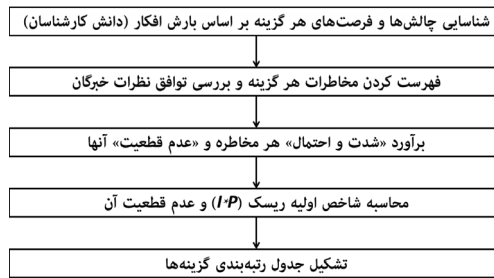 شناسایی چالش‌ها و فرصت‌های هر گزینه بر اساس بارش افکار (دانش کارشناسان)
فهرست کردن مخاطرات هر گزینه و بررسی توافق نظرات خبرگان
برآورد «شدت و احتمال» هر مخاطره و «عدم قطعیت» آنها
محاسبه شاخص اولیه ریسک (I*P) و عدم قطعیت آن
تشکیل جدول رتبه‌بندی گزینه‌ها